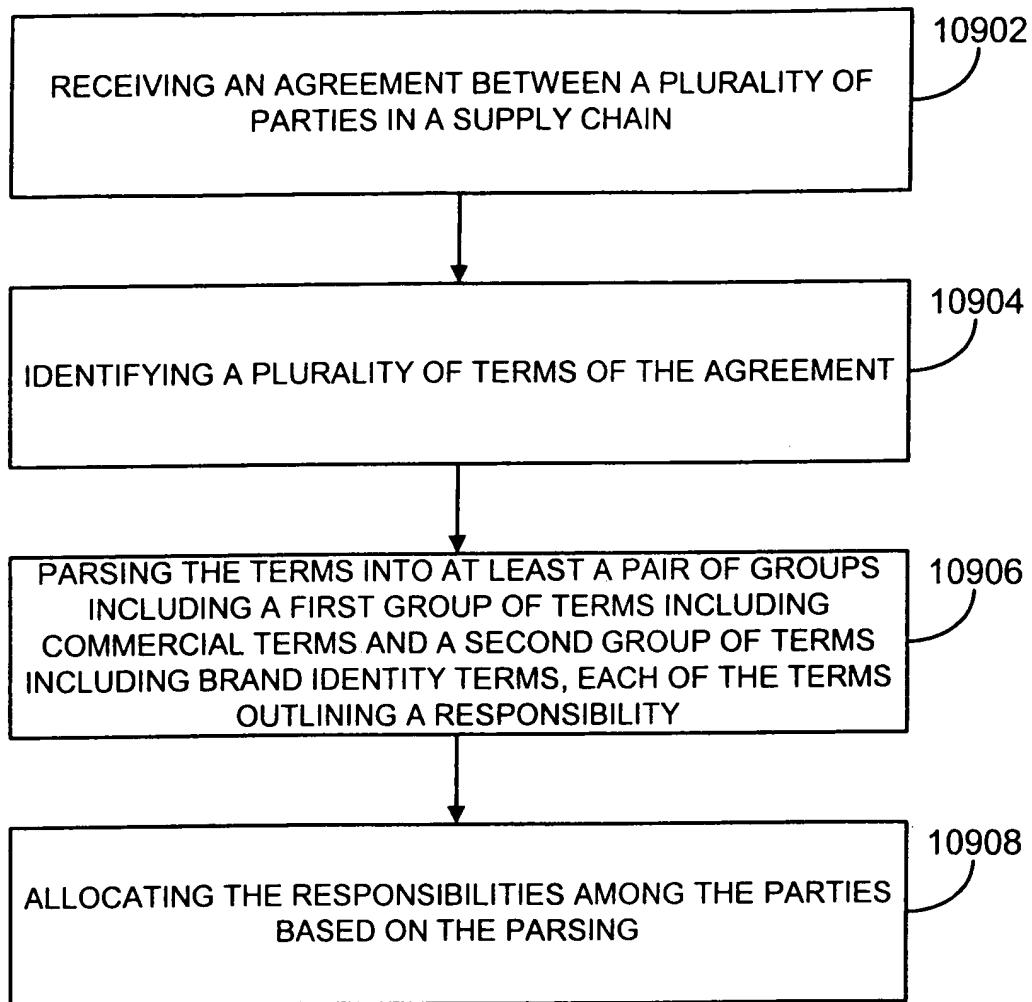 10902
RECEIVING AN AGREEMENT BETWEEN A PLURALITY OF
PARTIES IN A SUPPLY CHAIN
10904
IDENTIFYING A PLURALITY OF TERMS OF THE AGREEMENT
10906
PARSING THE TERMS INTO AT LEAST A PAIR OF GROUPS
INCLUDING A FIRST GROUP OF TERMS INCLUDING
COMMERCIAL TERMS AND A SECOND GROUP OF TERMS
INCLUDING BRAND IDENTITY TERMS, EACH OF THE TERMS
OUTLINING A RESPONSIBILITY
10908
ALLOCATING THE RESPONSIBILITIES AMONG THE PARTIES
BASED ON THE PARSING